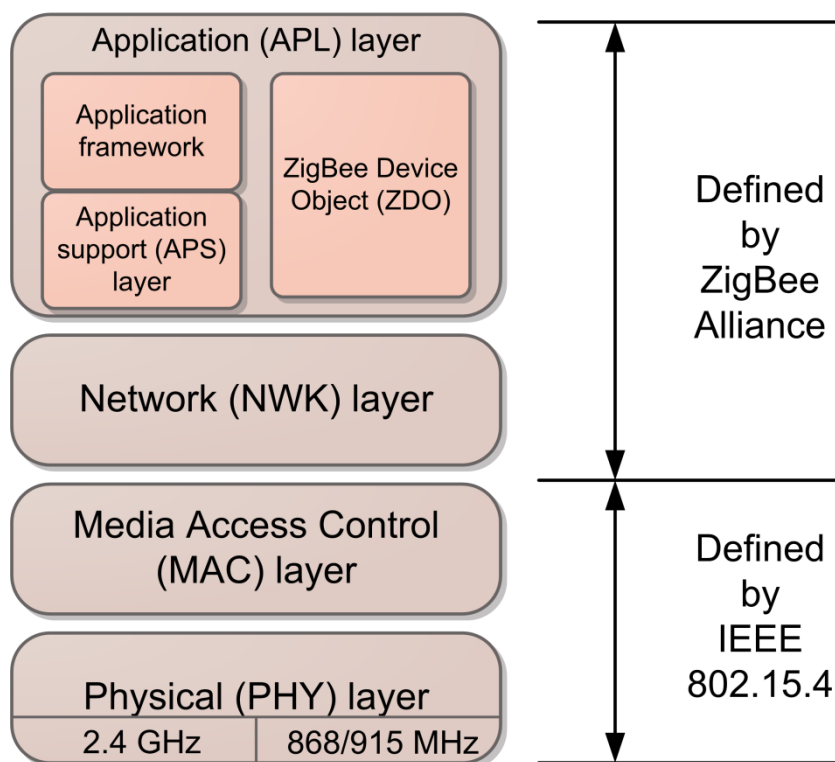 Application (APL) layer
Application
framework
Application
support (APS)
layer
ZigBee Device
Object (ZDO)
Network (NWK) layer
Media Access Control
(MAC) layer
Physical (PHY) layer
2.4 GHz
868/915 MHz
Defined
by
ZigBee
Alliance
Defined
by
IEEE
802.15.4